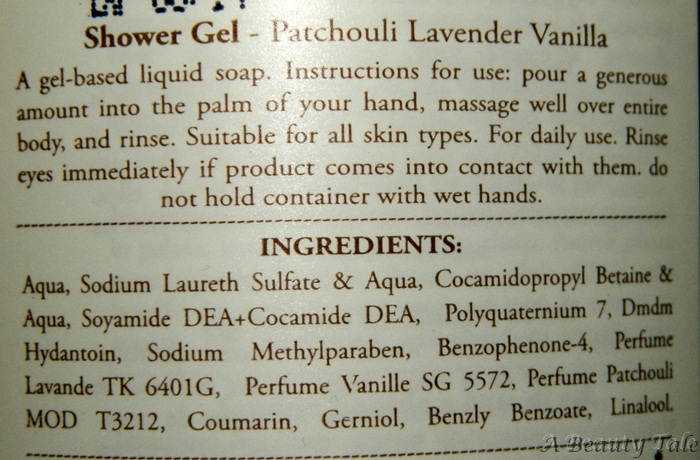 Shower Gel - Patchouli Lavender Vanilla
A gel-based liquid soap. Instructions for use: pour a generous
amount into the palm of your hand, massage well over entire
body, and rinse. Suitable for all skin types. For daily use. Rinse
eyes immediately if product comes into contact with them. do
not hold container with wet hands.
INGREDIENTS:
Aqua, Sodium Laureth Sulfate & Aqua, Cocamidopropyl Betaine &
Aqua, Soyamide DEA+Cocamide DEA, Polyquaternium 7, Dmdm
Hydantoin, Sodium Methylparaben, Benzophenone-4, Perfume
Lavande TK 6401G, Perfume Vanille SG 5572, Perfume Patchouli
MOD T3212, Coumarin, Gerniol, Benzly Benzoate, Linalool.
A Beauty Tale